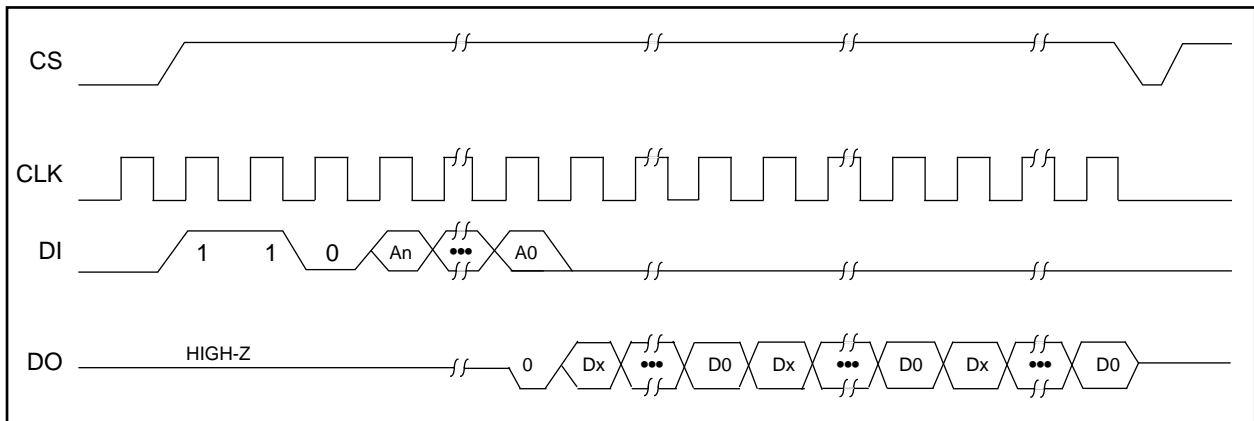 CS
CLK
DI 1 1 0 An ••• A0
DO HIGH-Z 0 Dx ••• D0 Dx ••• D0 Dx ••• D0